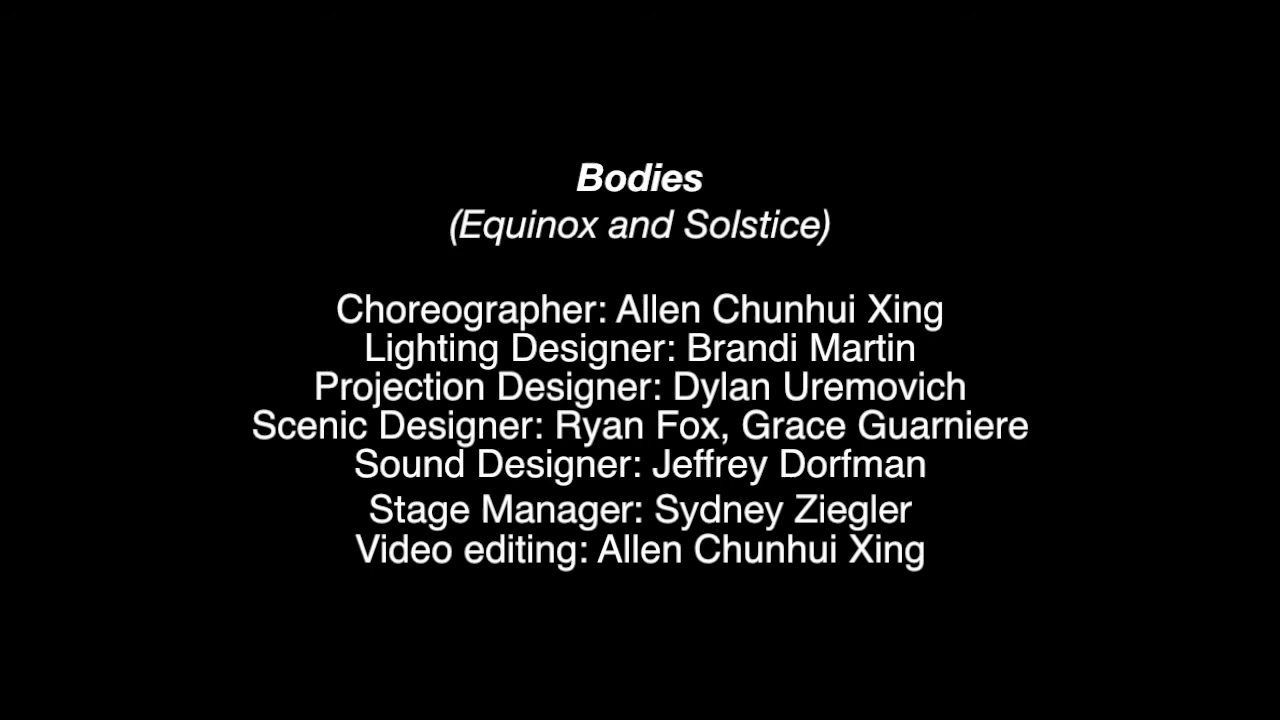 Bodies
(Equinox and Solstice)
Choreographer: Allen Chunhui Xing
Lighting Designer: Brandi Martin
Projection Designer: Dylan Uremovich
Scenic Designer: Ryan Fox, Grace Guarniere
Sound Designer: Jeffrey Dorfman
Stage Manager: Sydney Ziegler
Video editing: Allen Chunhui Xing